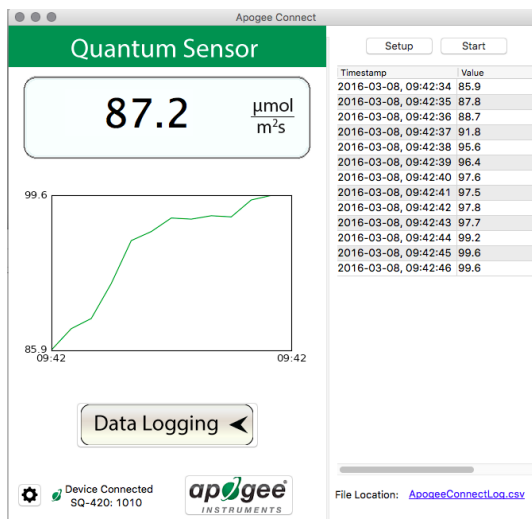 Apogee Connect
Quantum Sensor
87.2 µmol
m²s
99.6
85.9
09:42 09:42
Data Logging
Device Connected
SQ-420: 1010
apogee®
INSTRUMENTS
Setup Start
Timestamp Value
2016-03-08, 09:42:34 85.9
2016-03-08, 09:42:35 87.8
2016-03-08, 09:42:36 88.7
2016-03-08, 09:42:37 91.8
2016-03-08, 09:42:38 95.6
2016-03-08, 09:42:39 96.4
2016-03-08, 09:42:40 97.6
2016-03-08, 09:42:41 97.5
2016-03-08, 09:42:42 97.8
2016-03-08, 09:42:43 97.7
2016-03-08, 09:42:44 99.2
2016-03-08, 09:42:45 99.6
2016-03-08, 09:42:46 99.6
File Location: ApogeeConnectLog.csv